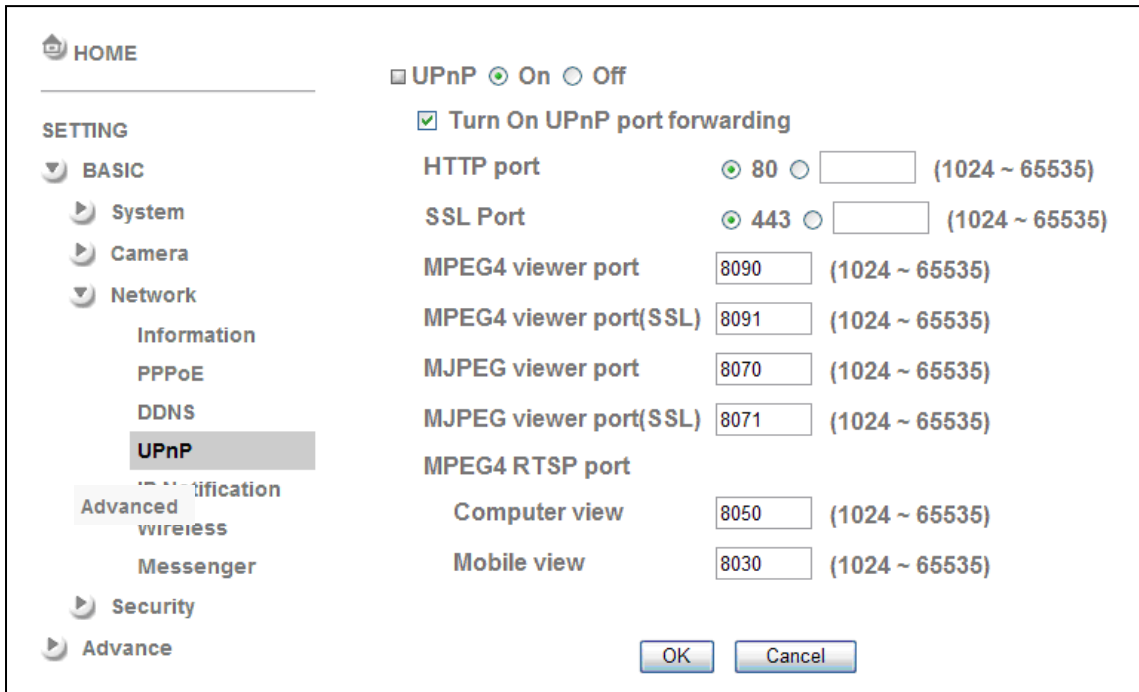 HOME
SETTING
BASIC
System
Camera
Network
Information
PPPoE
DDNS
UPnP
Notification
Advanced
Wireless
Messenger
Security
Advance
UPnP On Off
Turn On UPnP port forwarding
HTTP port 80 (1024 ~ 65535)
SSL Port 443 (1024 ~ 65535)
MPEG4 viewer port 8090 (1024 ~ 65535)
MPEG4 viewer port(SSL) 8091 (1024 ~ 65535)
MJPEG viewer port 8070 (1024 ~ 65535)
MJPEG viewer port(SSL) 8071 (1024 ~ 65535)
MPEG4 RTSP port
Computer view 8050 (1024 ~ 65535)
Mobile view 8030 (1024 ~ 65535)
OK Cancel